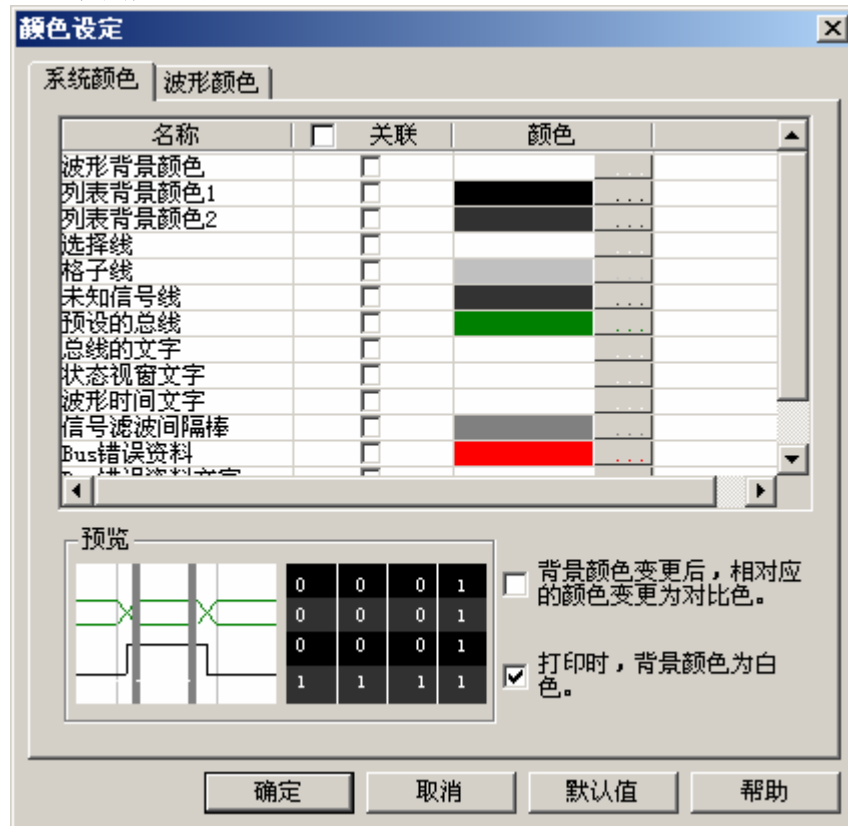 颜色设定
系统颜色 波形颜色
名称 关联 颜色
波形背景颜色 ...
列表背景颜色1 ...
列表背景颜色2 ...
选择线 ...
格子线 ...
未知信号线 ...
预设的总线 ...
总线的文字 ...
状态视窗文字 ...
波形时间文字 ...
信号滤波间隔棒 ...
Bus错误资料 ...
预览
0 0 0 1
0 0 0 1
0 0 0 1
1 1 1 1
背景颜色变更后，相对应
的颜色变更为对比色。
打印时，背景颜色为白
色。
确定 取消 默认值 帮助